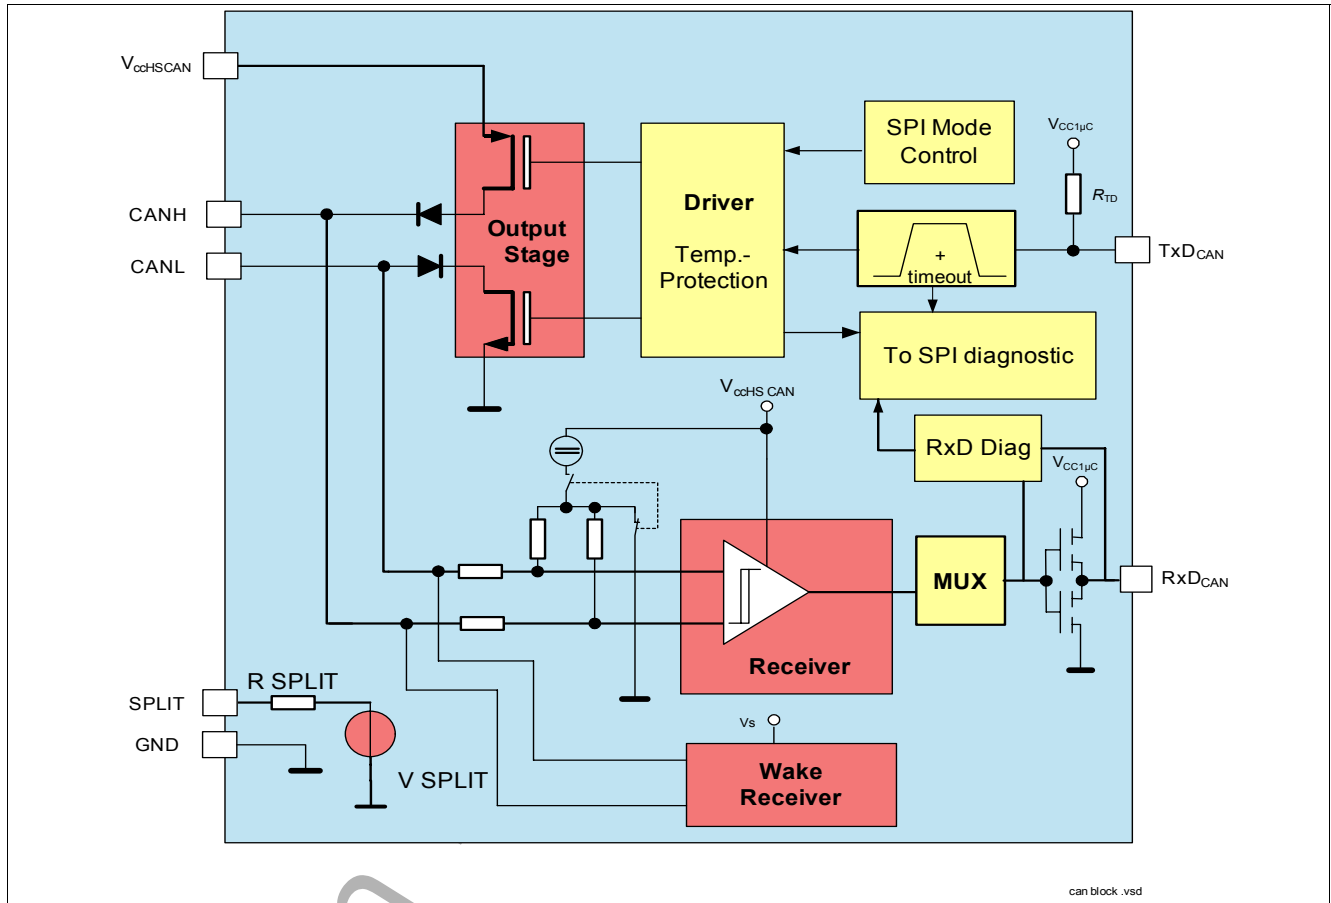 VccHSCAN
SPI Mode
Control
VCC1µC
RTD
CANH
Driver
Output
Stage
CANL
Temp.-
Protection
+
timeout
TxDCAN
To SPI diagnostic
VccHS CAN
RxD Diag
VCC1µC
MUX
RxDCAN
Receiver
R SPLIT
SPLIT
GND
V SPLIT
Vs
Wake
Receiver
can block .vsd